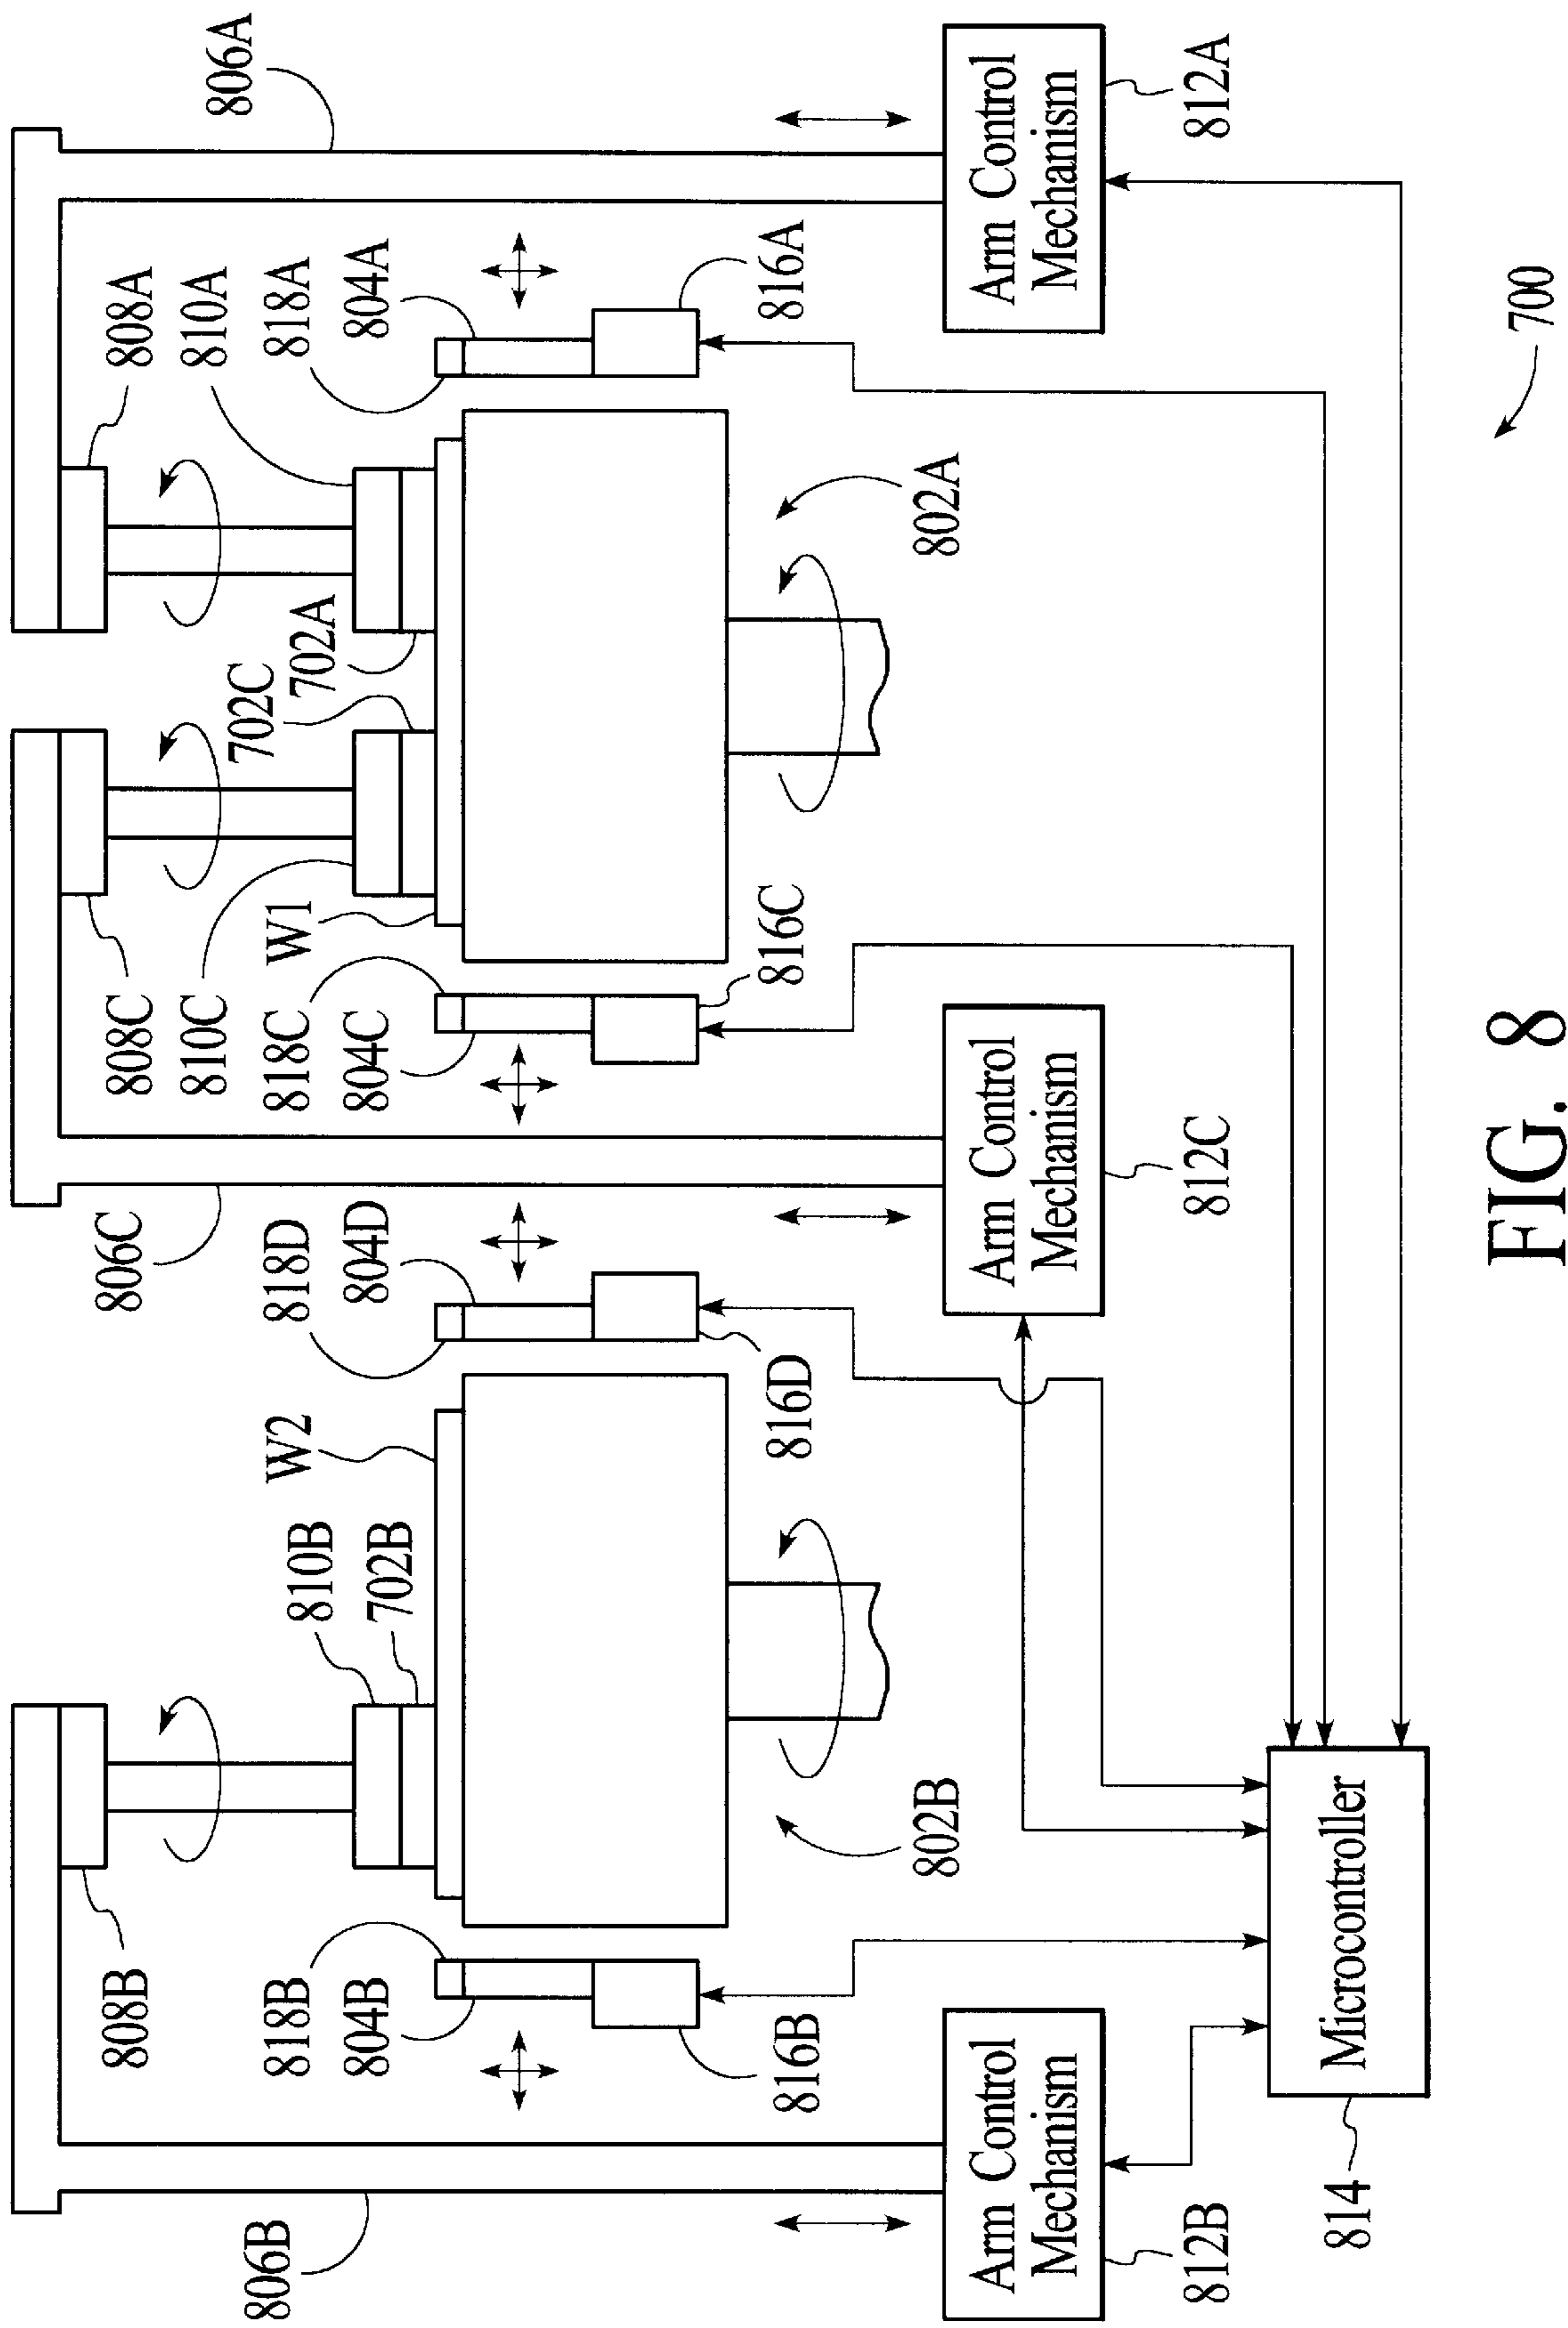 806B
808B
818B
804B
816B
810B
702B
W2
802B
806C
818D
804D
816D
808C
810C
818C
804C
W1
816C
702C
702A
802A
808A
810A
818A
804A
816A
806A
Arm Control
Mechanism
812B
Arm Control
Mechanism
812C
Arm Control
Mechanism
812A
Microcontroller
814
700
FIG. 8